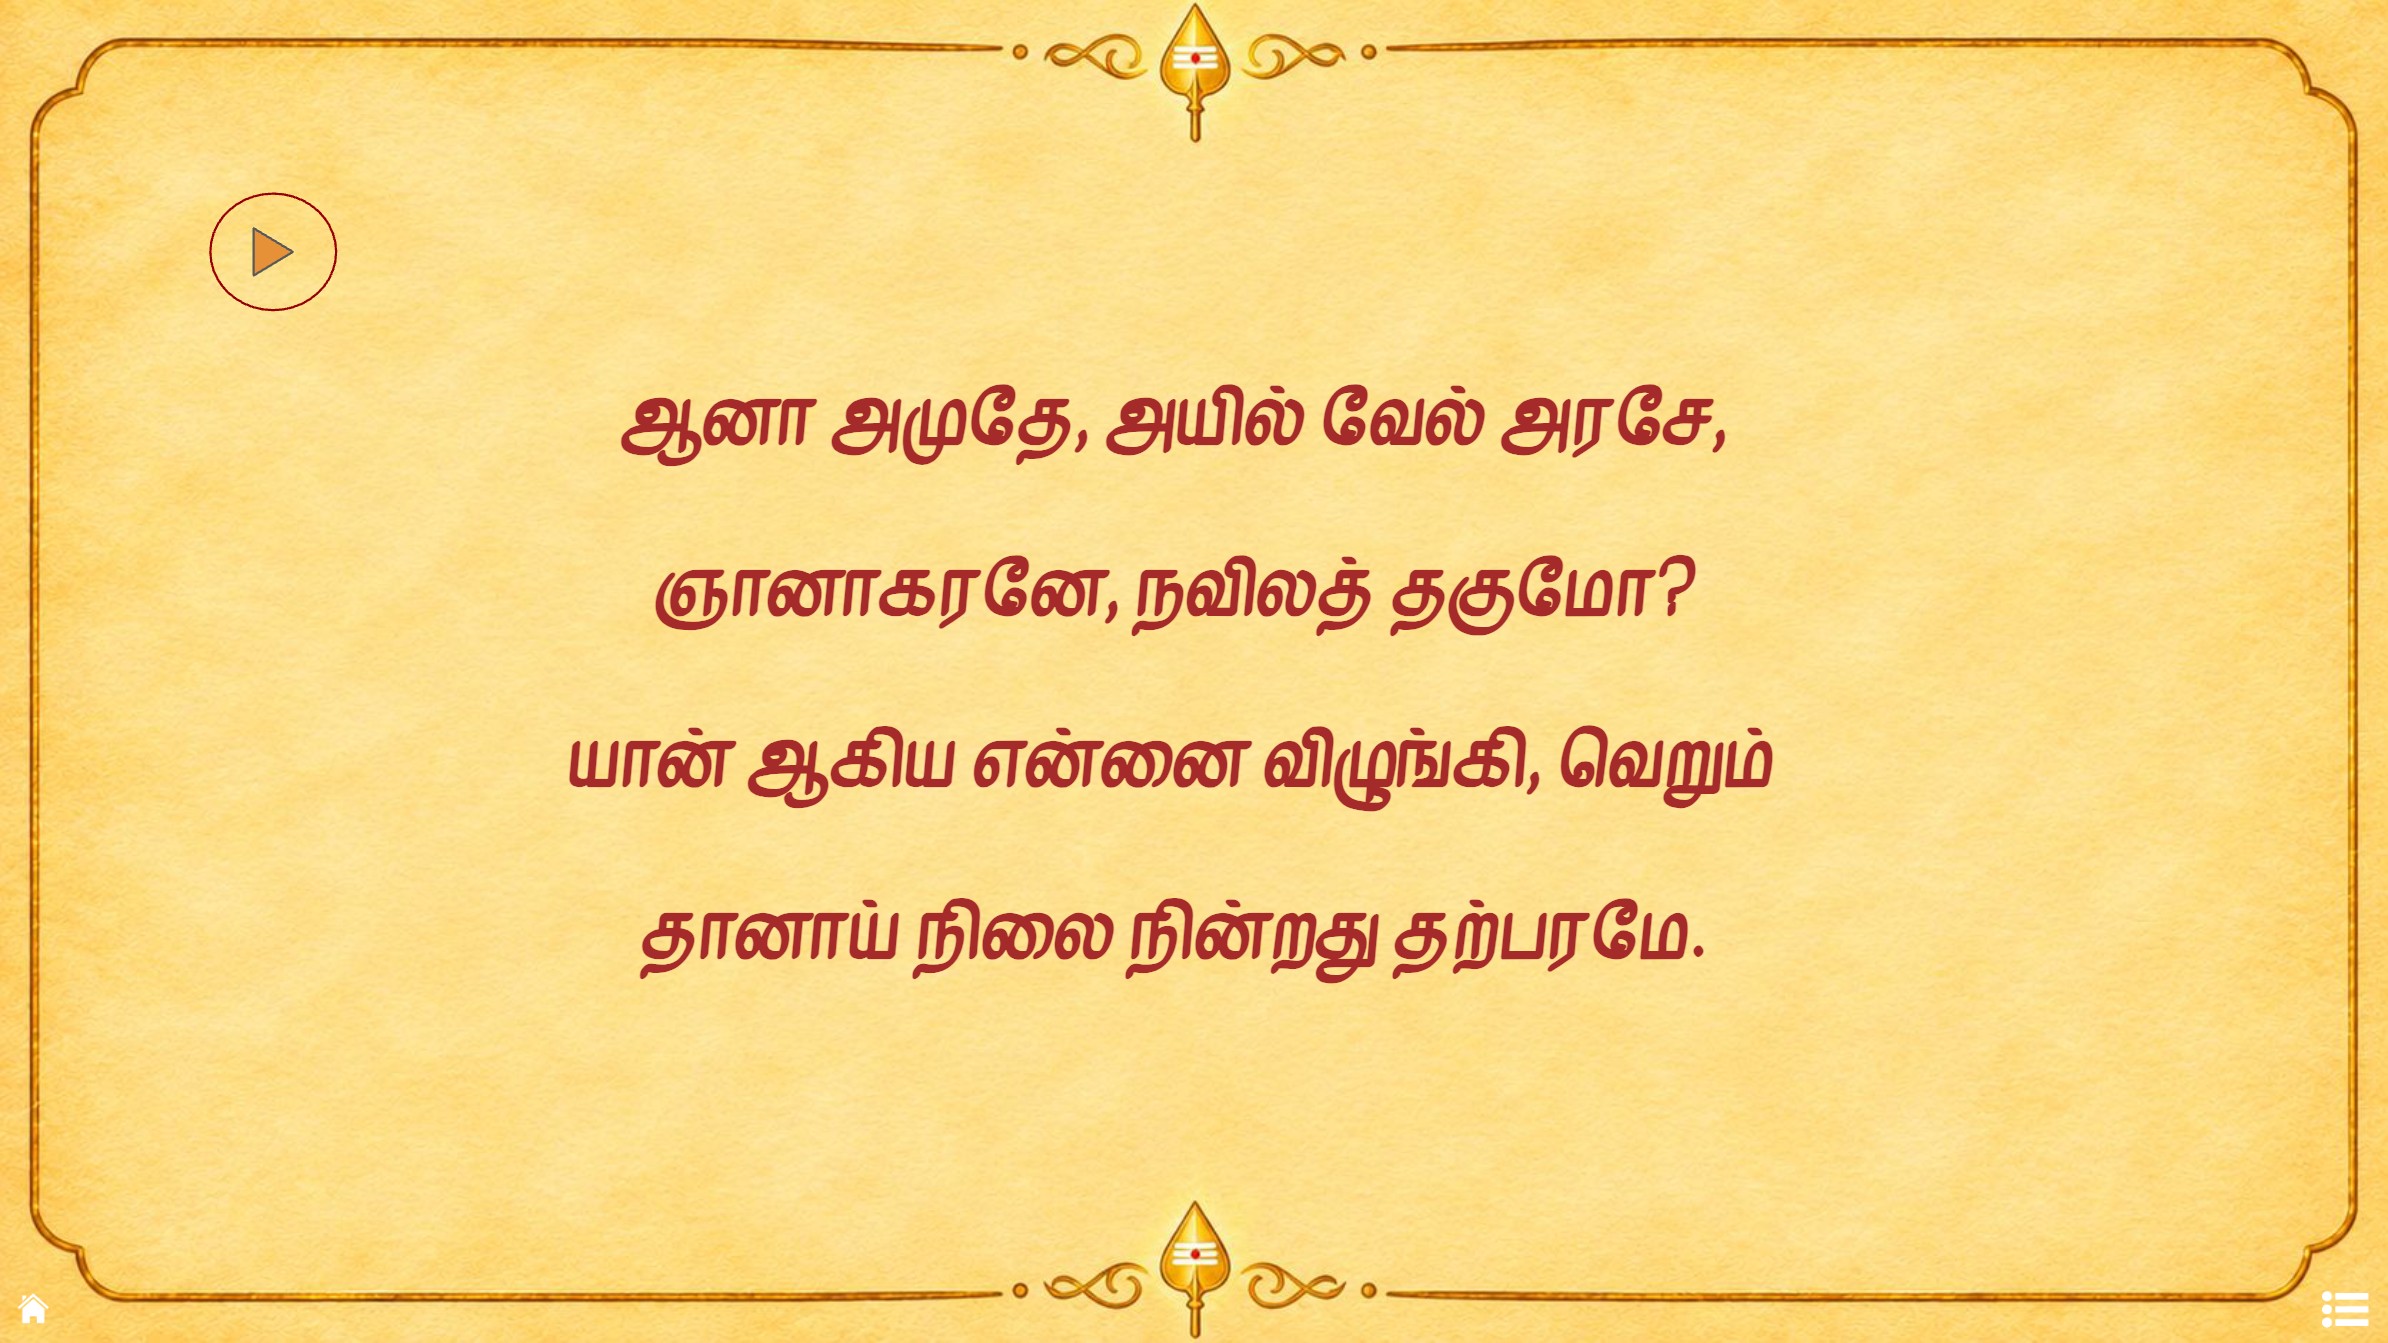 ஆனா அமுதே, அயில் வேல் அரசே,
ஞானாகரனே, நவிலத் தகுமோ?
யான் ஆகிய என்னை விழுங்கி, வெறும்
தானாய் நிலை நின்றது தற்பரமே.